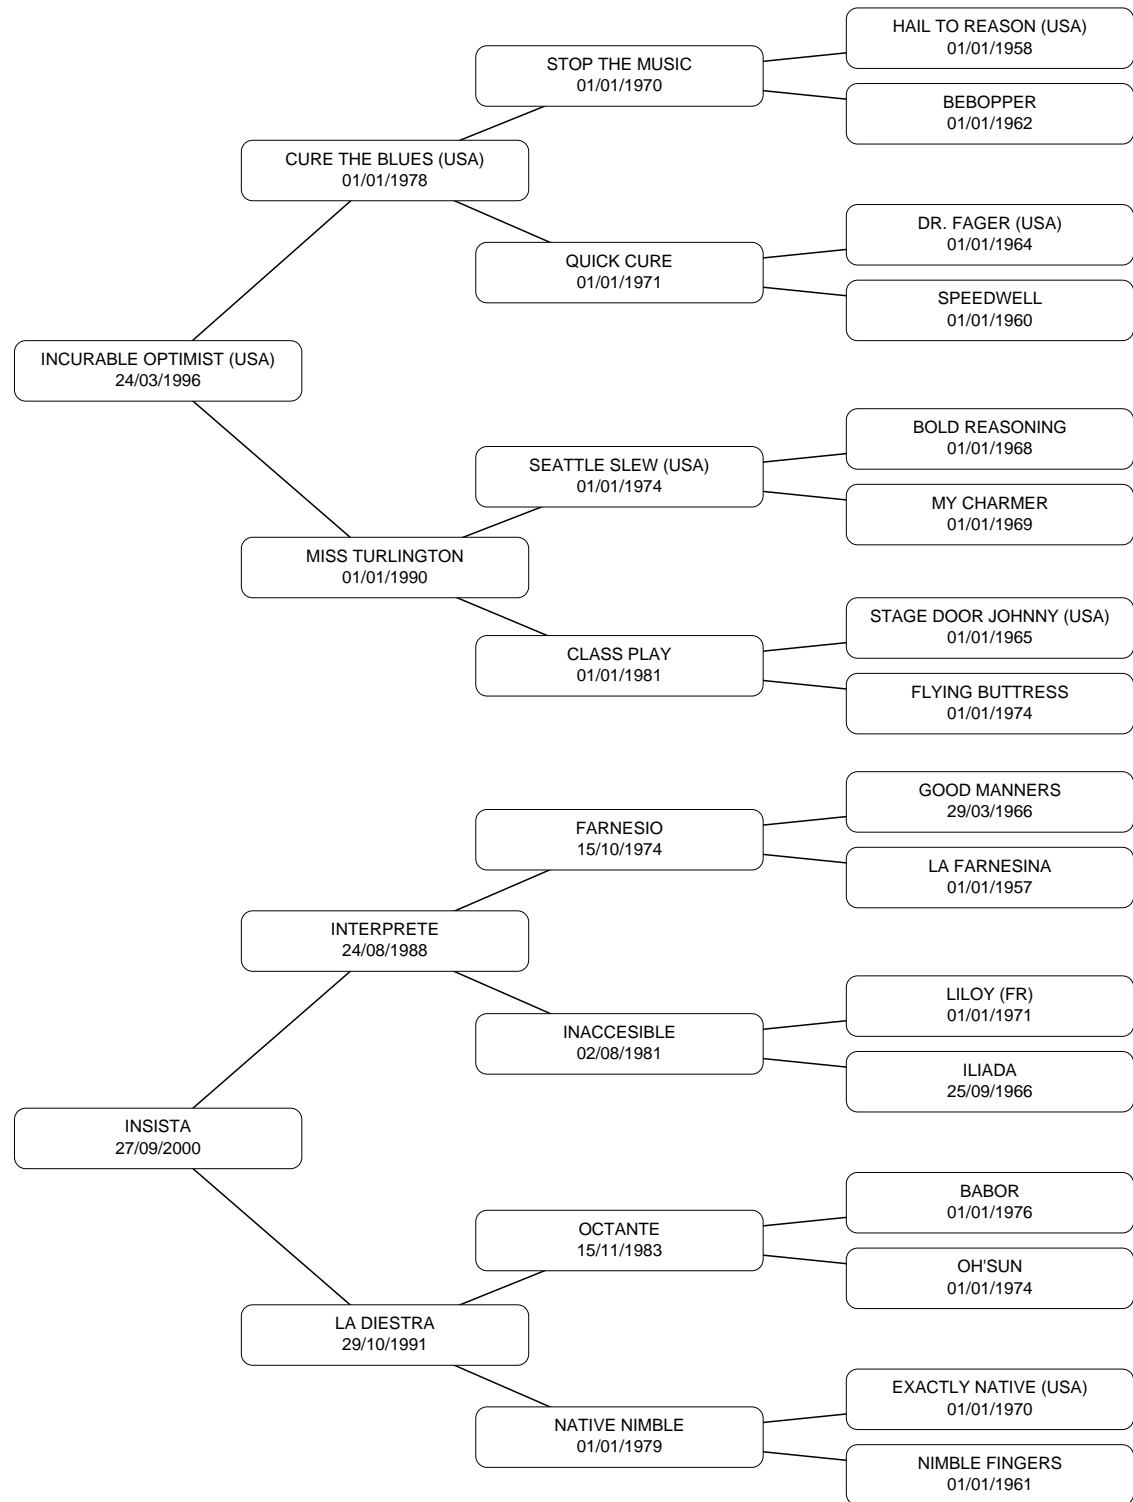 HAIL TO REASON (USA)
01/01/1958
STOP THE MUSIC
01/01/1970
BEBOPPER
01/01/1962
CURE THE BLUES (USA)
01/01/1978
DR. FAGER (USA)
01/01/1964
QUICK CURE
01/01/1971
SPEEDWELL
01/01/1960
INCURABLE OPTIMIST (USA)
24/03/1996
BOLD REASONING
01/01/1968
SEATTLE SLEW (USA)
01/01/1974
MY CHARMER
01/01/1969
MISS TURLINGTON
01/01/1990
STAGE DOOR JOHNNY (USA)
01/01/1965
CLASS PLAY
01/01/1981
FLYING BUTTRESS
01/01/1974
GOOD MANNERS
29/03/1966
FARNESIO
15/10/1974
LA FARNESINA
01/01/1957
INTERPRETE
24/08/1988
LILOY (FR)
01/01/1971
INACCESIBLE
02/08/1981
ILIADA
25/09/1966
INSISTA
27/09/2000
BABOR
01/01/1976
OCTANTE
15/11/1983
OH'SUN
01/01/1974
LA DIESTRA
29/10/1991
EXACTLY NATIVE (USA)
01/01/1970
NATIVE NIMBLE
01/01/1979
NIMBLE FINGERS
01/01/1961